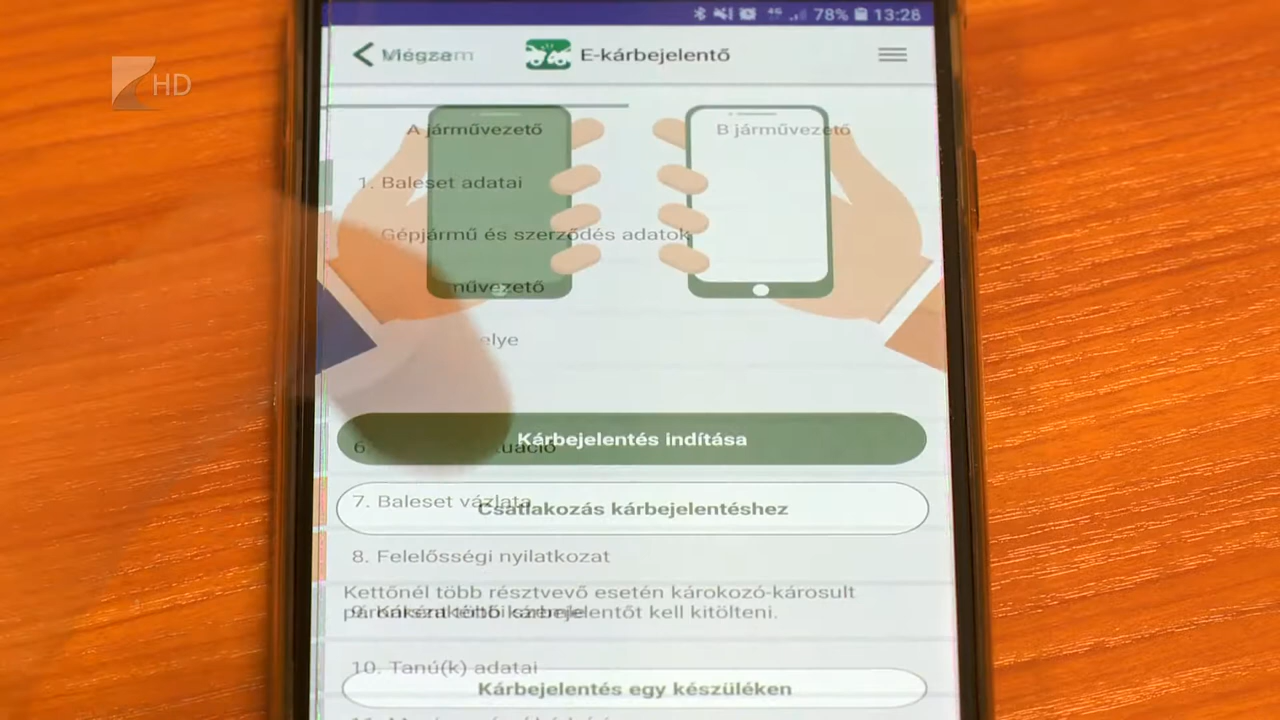 4G 78% 13:28
HD
E-kárbejelentő
A járművezető
B járművezető
1. Baleset adatai
Gépjármű és szerződés adatok
elye
Kárbejelentés indítása
6.
7. Baleset vázlata
Csatlakozás kárbejelentéshez
8. Felelősségi nyilatkozat
Kettőnél több résztvevő esetén károkozó-károsult
kárbejelentőt kell kitölteni.
10. Tanú(k) adatai
Kárbejelentés egy készüléken